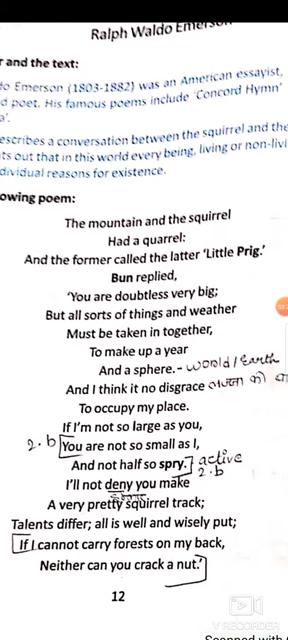 Ralph Waldo Emerson
r and the text:
do Emerson (1803-1882) was an American essayist,
d poet. His famous poems include 'Concord Hymn'
a'.
escribes a conversation between the squirrel and the
ts out that in this world every being, living or non-livi
dividual reasons for existence.
owing poem:
The mountain and the squirrel
Had a quarrel:
And the former called the latter 'Little Prig.'
Bun replied,
'You are doubtless very big;
But all sorts of things and weather
Must be taken in together,
To make up a year
And a sphere. - world / Earth
And I think it no disgrace
To occupy my place.
If I'm not so large as you,
2.b You are not so small as I,
And not half so spry. active
2.b
I'll not deny you make
A very pretty squirrel track;
Talents differ; all is well and wisely put;
If I cannot carry forests on my back,
Neither can you crack a nut.'
12
V RECORDER
Scanned with